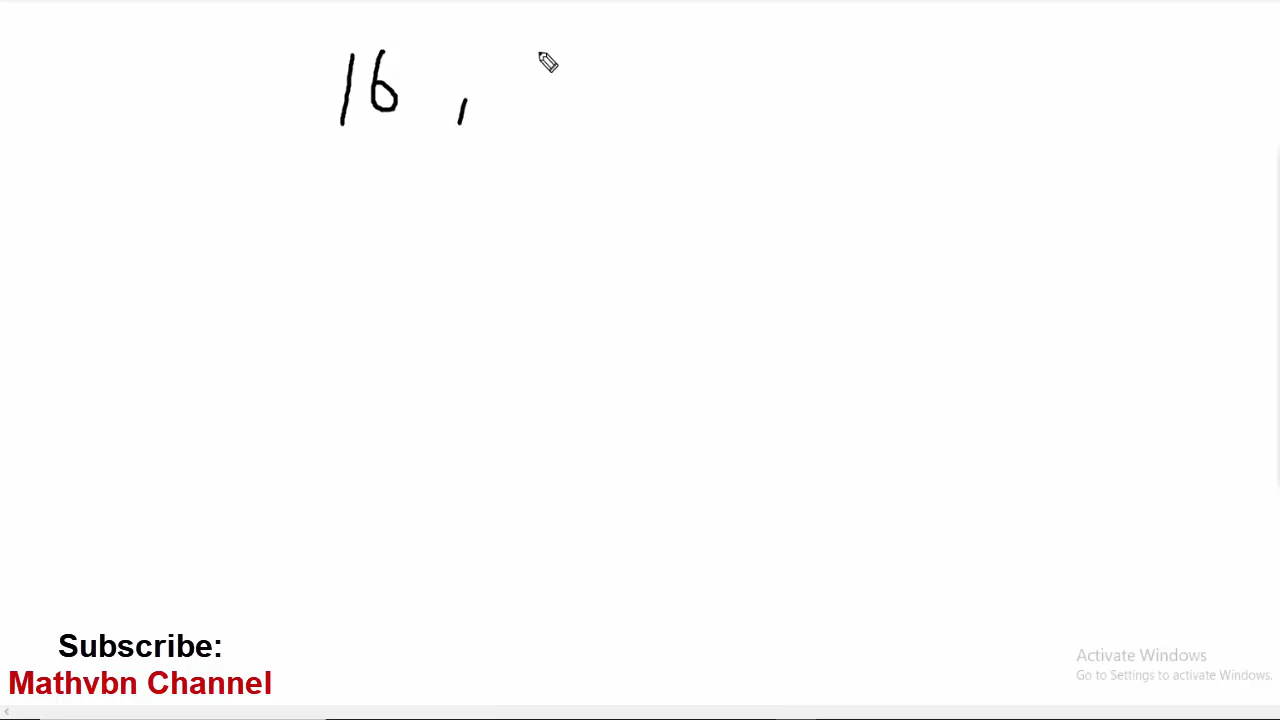 16 ,
Subscribe:
Mathvbn Channel
Activate Windows
Go to Settings to activate Windows.